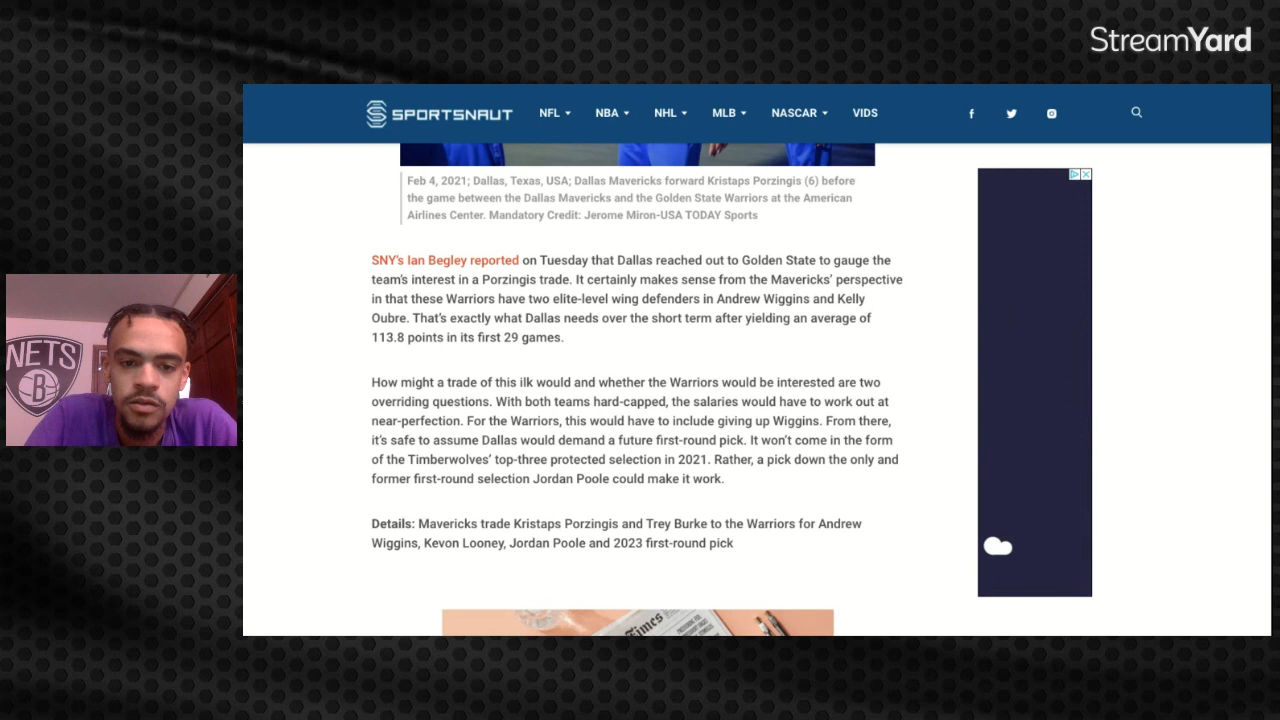 StreamYard
SPORTSNAUT
NFL NBA NHL MLB NASCAR VIDS
Feb 4, 2021; Dallas, Texas, USA; Dallas Mavericks forward Kristaps Porzingis (6) before
the game between the Dallas Mavericks and the Golden State Warriors at the American
Airlines Center. Mandatory Credit: Jerome Miron-USA TODAY Sports
SNY's Ian Begley reported on Tuesday that Dallas reached out to Golden State to gauge the
team's interest in a Porzingis trade. It certainly makes sense from the Mavericks' perspective
in that these Warriors have two elite-level wing defenders in Andrew Wiggins and Kelly
Oubre. That's exactly what Dallas needs over the short term after yielding an average of
113.8 points in its first 29 games.
How might a trade of this ilk would and whether the Warriors would be interested are two
overriding questions. With both teams hard-capped, the salaries would have to work out at
near-perfection. For the Warriors, this would have to include giving up Wiggins. From there,
it's safe to assume Dallas would demand a future first-round pick. It won't come in the form
of the Timberwolves' top-three protected selection in 2021. Rather, a pick down the only and
former first-round selection Jordan Poole could make it work.
Details: Mavericks trade Kristaps Porzingis and Trey Burke to the Warriors for Andrew
Wiggins, Kevon Looney, Jordan Poole and 2023 first-round pick
NETS
B
Times